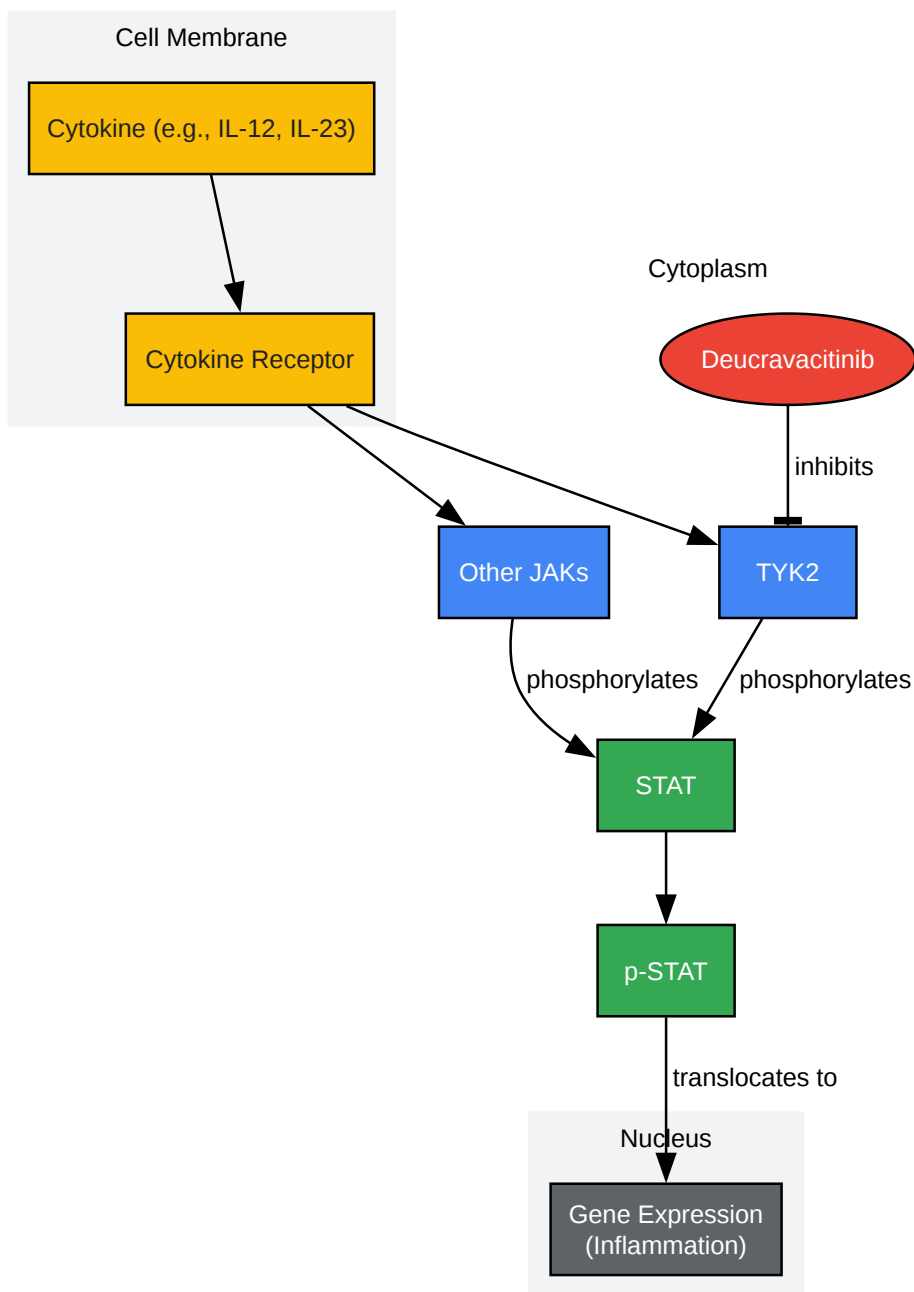 Cell Membrane
Cytokine (e.g., IL-12, IL-23)
Cytoplasm
Cytokine Receptor
Deucravacitinib
inhibits
Other JAKs
TYK2
phosphorylates
phosphorylates
STAT
p-STAT
translocates to
Nucleus
Gene Expression
(Inflammation)